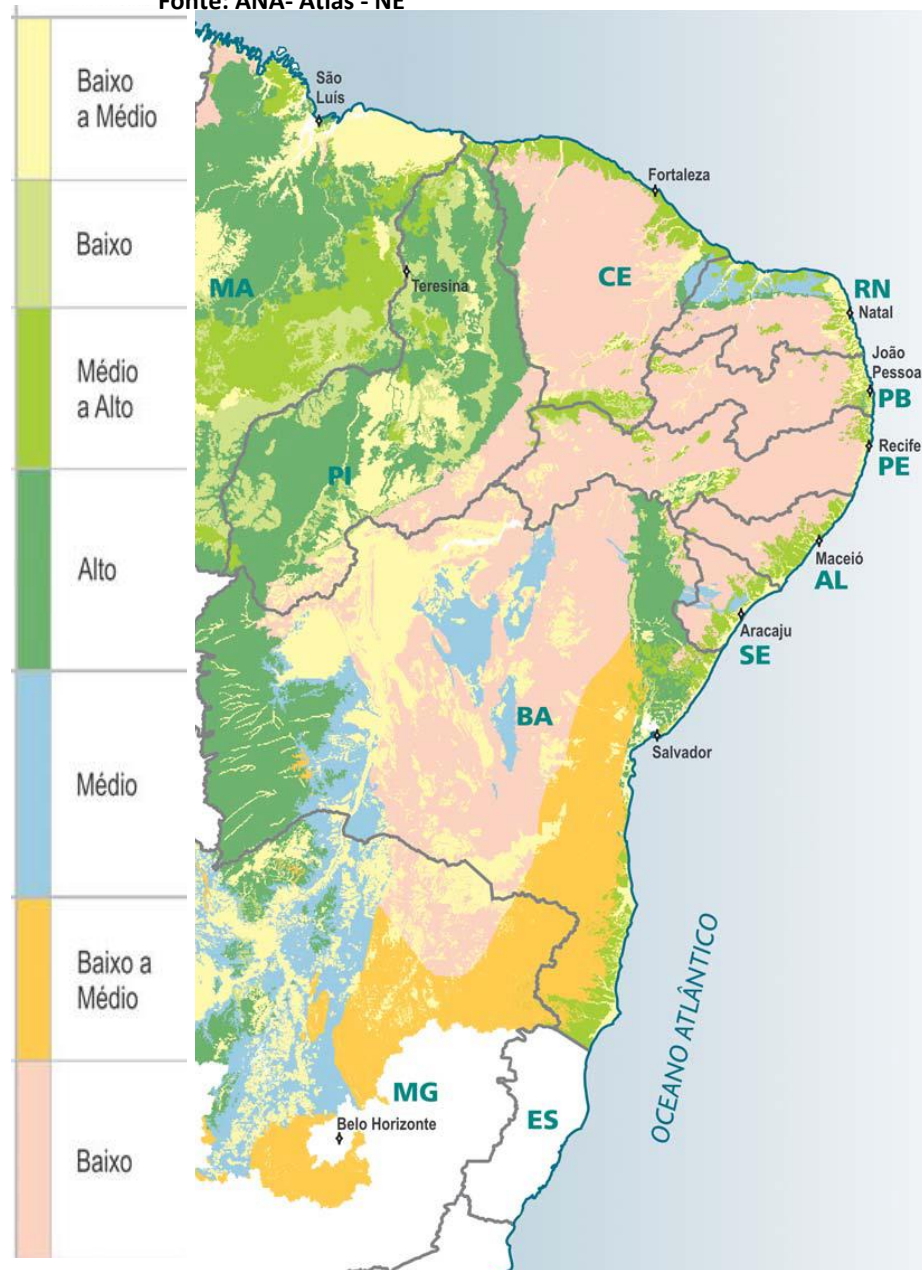 Fonte: ANA- Atlas - NE
Baixo
a Médio
Baixo
Médio
a Alto
Alto
Médio
Baixo a
Médio
Baixo
São
Luís
Fortaleza
MA
Teresina
CE
RN
Natal
João
Pessoa
PB
Recife
PE
PI
Maceió
AL
Aracaju
SE
BA
Salvador
OCEANO ATLÂNTICO
MG
Belo Horizonte
ES